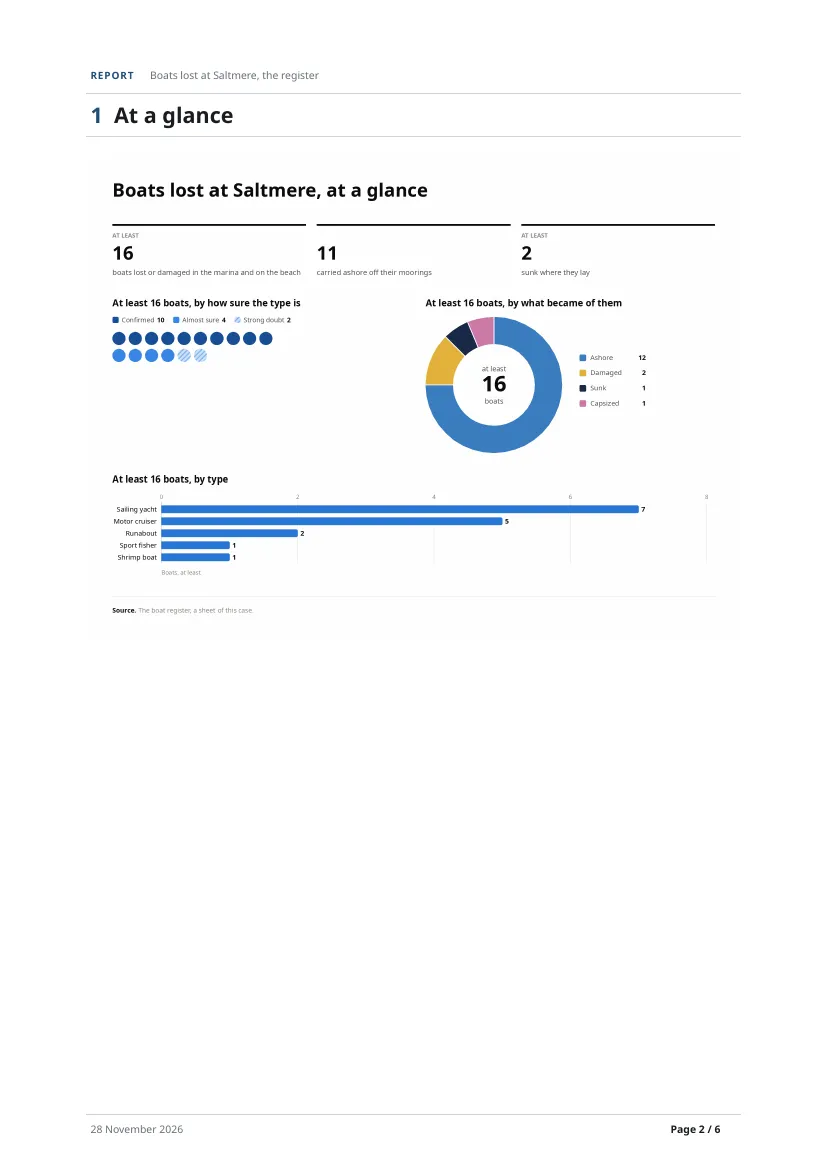 REPORT Boats lost at Saltmere, the register
1 At a glance
Boats lost at Saltmere, at a glance
AT LEAST
16
boats lost or damaged in the marina and on the beach
11
carried ashore off their moorings
AT LEAST
2
sunk where they lay
At least 16 boats, by how sure the type is
Confirmed 10 Almost sure 4 Strong doubt 2
At least 16 boats, by what became of them
at least
16
boats
Ashore 12
Damaged 2
Sunk 1
Capsized 1
At least 16 boats, by type
0 2 4 6 8
Sailing yacht 7
Motor cruiser 5
Runabout 2
Sport fisher 1
Shrimp boat 1
Boats, at least
Source. The boat register, a sheet of this case.
28 November 2026 Page 2 / 6